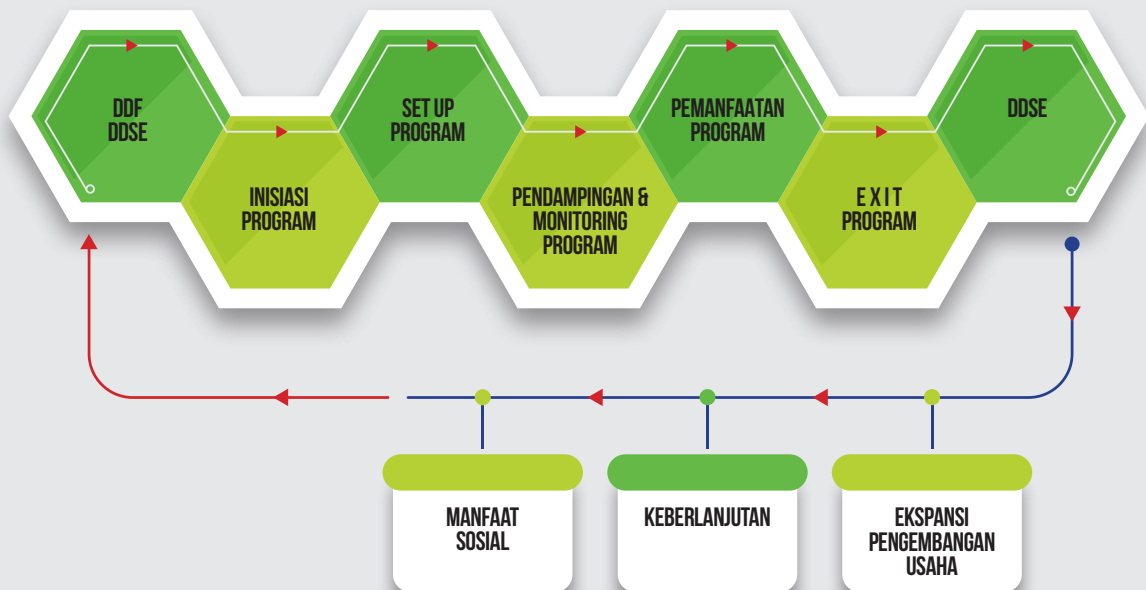 DDF
DDSE
INISIASI
PROGRAM
SET UP
PROGRAM
PENDAMPINGAN &
MONITORING
PROGRAM
PEMANFAATAN
PROGRAM
EXIT
PROGRAM
DDSE
MANFAAT
SOSIAL
KEBERLANJUTAN
EKSPANSI
PENGEMBANGAN
USAHA